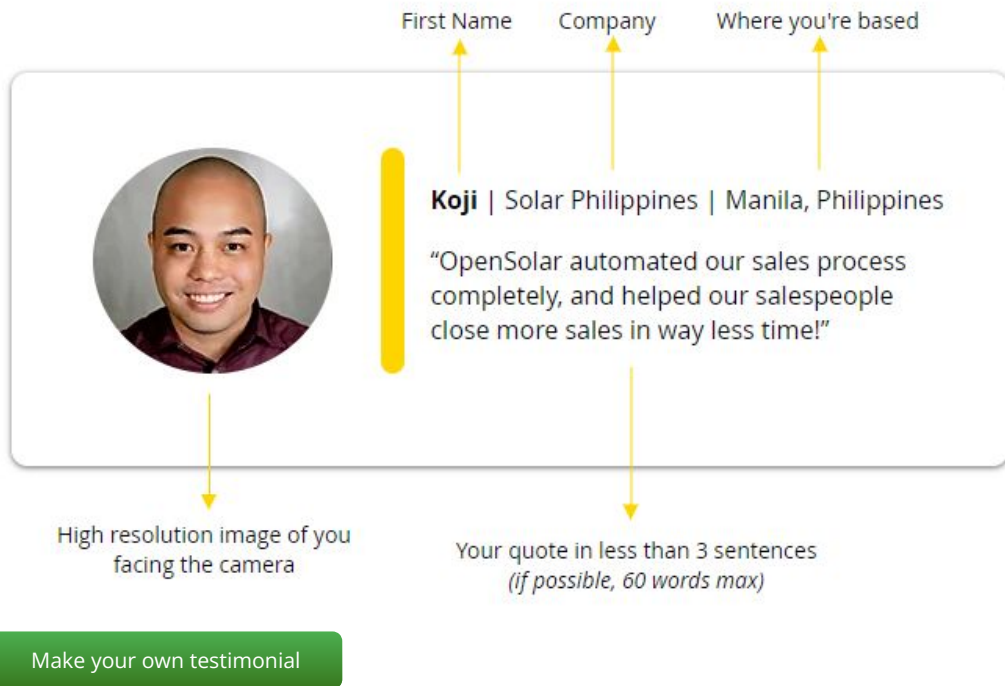 First Name
Company
Where you're based
Koji | Solar Philippines | Manila, Philippines
“OpenSolar automated our sales process
completely, and helped our salespeople
close more sales in way less time!”
High resolution image of you
facing the camera
Your quote in less than 3 sentences
(if possible, 60 words max)
Make your own testimonial